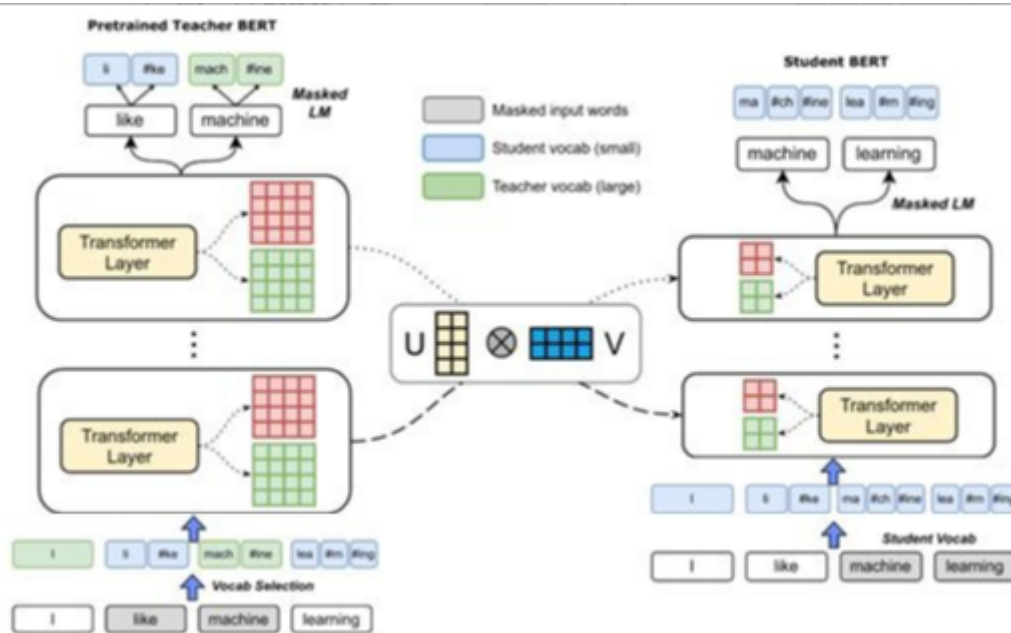 Pretrained Teacher BERT
li #ke mach #ine
like machine
Masked
LM
Transformer
Layer
Transformer
Layer
I li #ke mach #ine lea #rn #ing
Vocab Selection
I like machine learning
Masked input words
Student vocab (small)
Teacher vocab (large)
U V
Student BERT
ma #ch #ine lea #rn #ing
machine learning
Masked LM
Transformer
Layer
Transformer
Layer
I li #ke ma #ch #ine lea #rn #ing
Student Vocab
I like machine learning